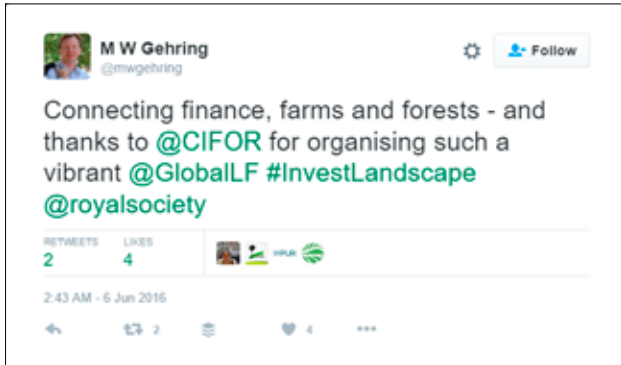 M W Gehring
@mwgehring
Follow
Connecting finance, farms and forests - and
thanks to @CIFOR for organising such a
vibrant @GlobalLF #InvestLandscape
@royalsociety
RETWEETS LIKES
2 4
2:43 AM - 6 Jun 2016
2 4